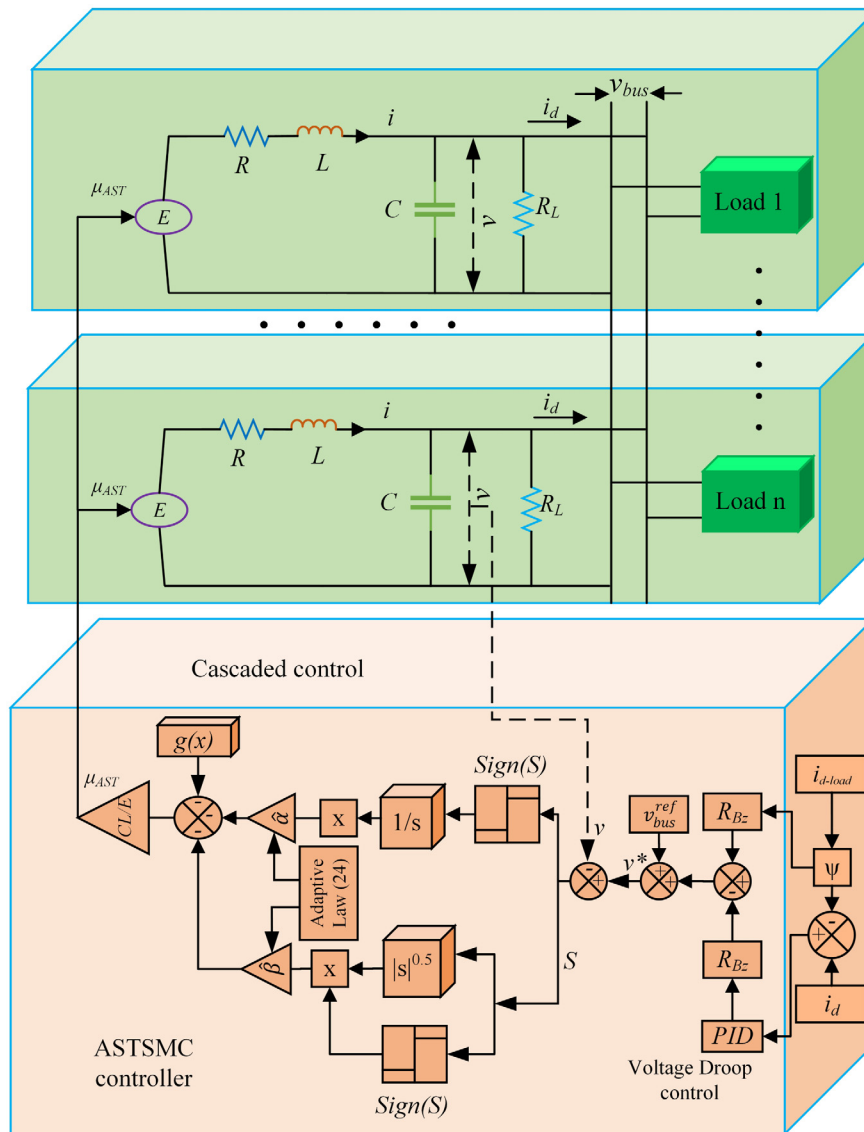 v_bus
i
i_d
R
L
μ_AST
E
C
v
R_L
Load 1
i
i_d
R
L
μ_AST
E
C
v
R_L
Load n
Cascaded control
g(x)
μ_AST
CL/E
-
-
-
α̂
x
1/s
Sign(S)
Adaptive
Law (24)
β̂
x
|s|^0.5
Sign(S)
S
v
-
+
v*
v_bus^ref
+
+
R_Bz
+
-
R_Bz
PID
i_d-load
ψ
-
+
i_d
ASTSMC
controller
Voltage Droop
control